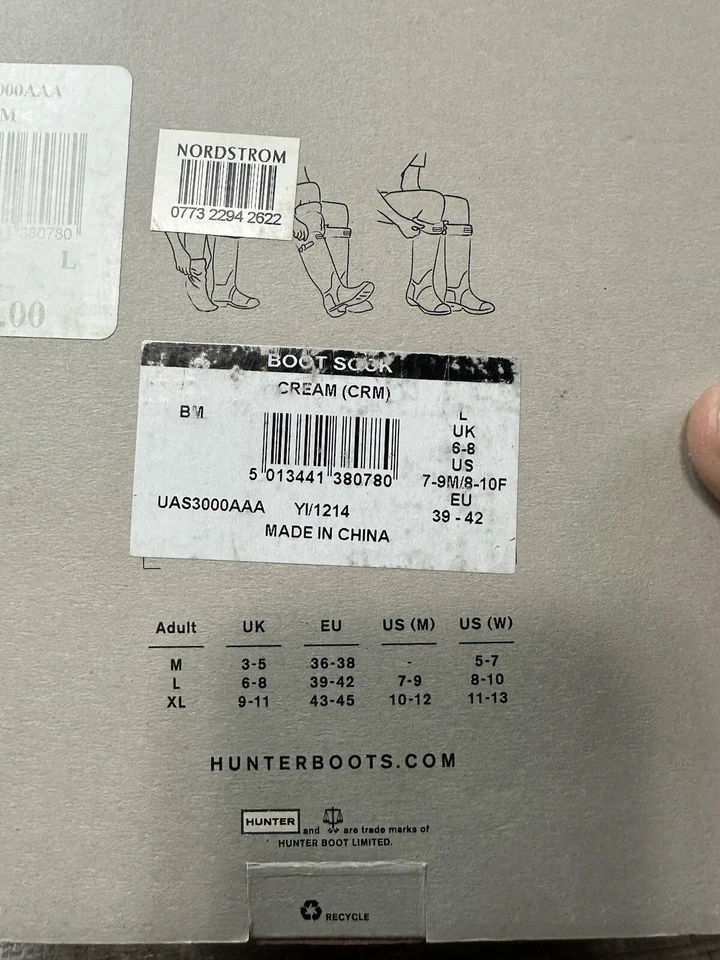 000AAA
M
380780
L
.00
NORDSTROM
0773 2294 2622
BOOT SOCK
CREAM (CRM)
BM
L
UK
6-8
US
7-9M/8-10F
EU
39 - 42
5 013441 380780
UAS3000AAA YI/1214
MADE IN CHINA
Adult UK EU US (M) US (W)
M 3-5 36-38 - 5-7
L 6-8 39-42 7-9 8-10
XL 9-11 43-45 10-12 11-13
HUNTERBOOTS.COM
HUNTER and are trade marks of
HUNTER BOOT LIMITED.
RECYCLE